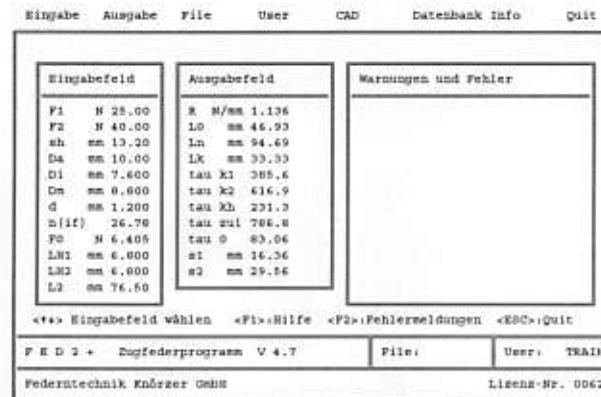 Eingabe Ausgabe File User CAD Datenbank Info Quit
Eingabefeld
F1 N 25.00
F2 N 40.00
sh mm 13.20
Da mm 10.00
Di mm 7.600
Dm mm 8.800
d mm 1.200
n(if) 26.78
F0 N 6.405
LH1 mm 6.800
LH2 mm 6.800
L2 mm 76.50
Ausgabefeld
R N/mm 1.136
L0 mm 46.93
Ln mm 94.69
Lk mm 33.33
tau k1 385.6
tau k2 616.9
tau kh 231.3
tau zul 786.8
tau 0 83.06
s1 mm 16.36
s2 mm 29.56
Warnungen und Fehler
<↑↓> Eingabefeld wählen <F1>:Hilfe <F2>:Fehlermeldungen <ESC>:Quit
F E D 2 + Zugfederprogramm V 4.7 File: User: TRAIN
Federntechnik Knörzer GmbH Lizenz-Nr. 0062